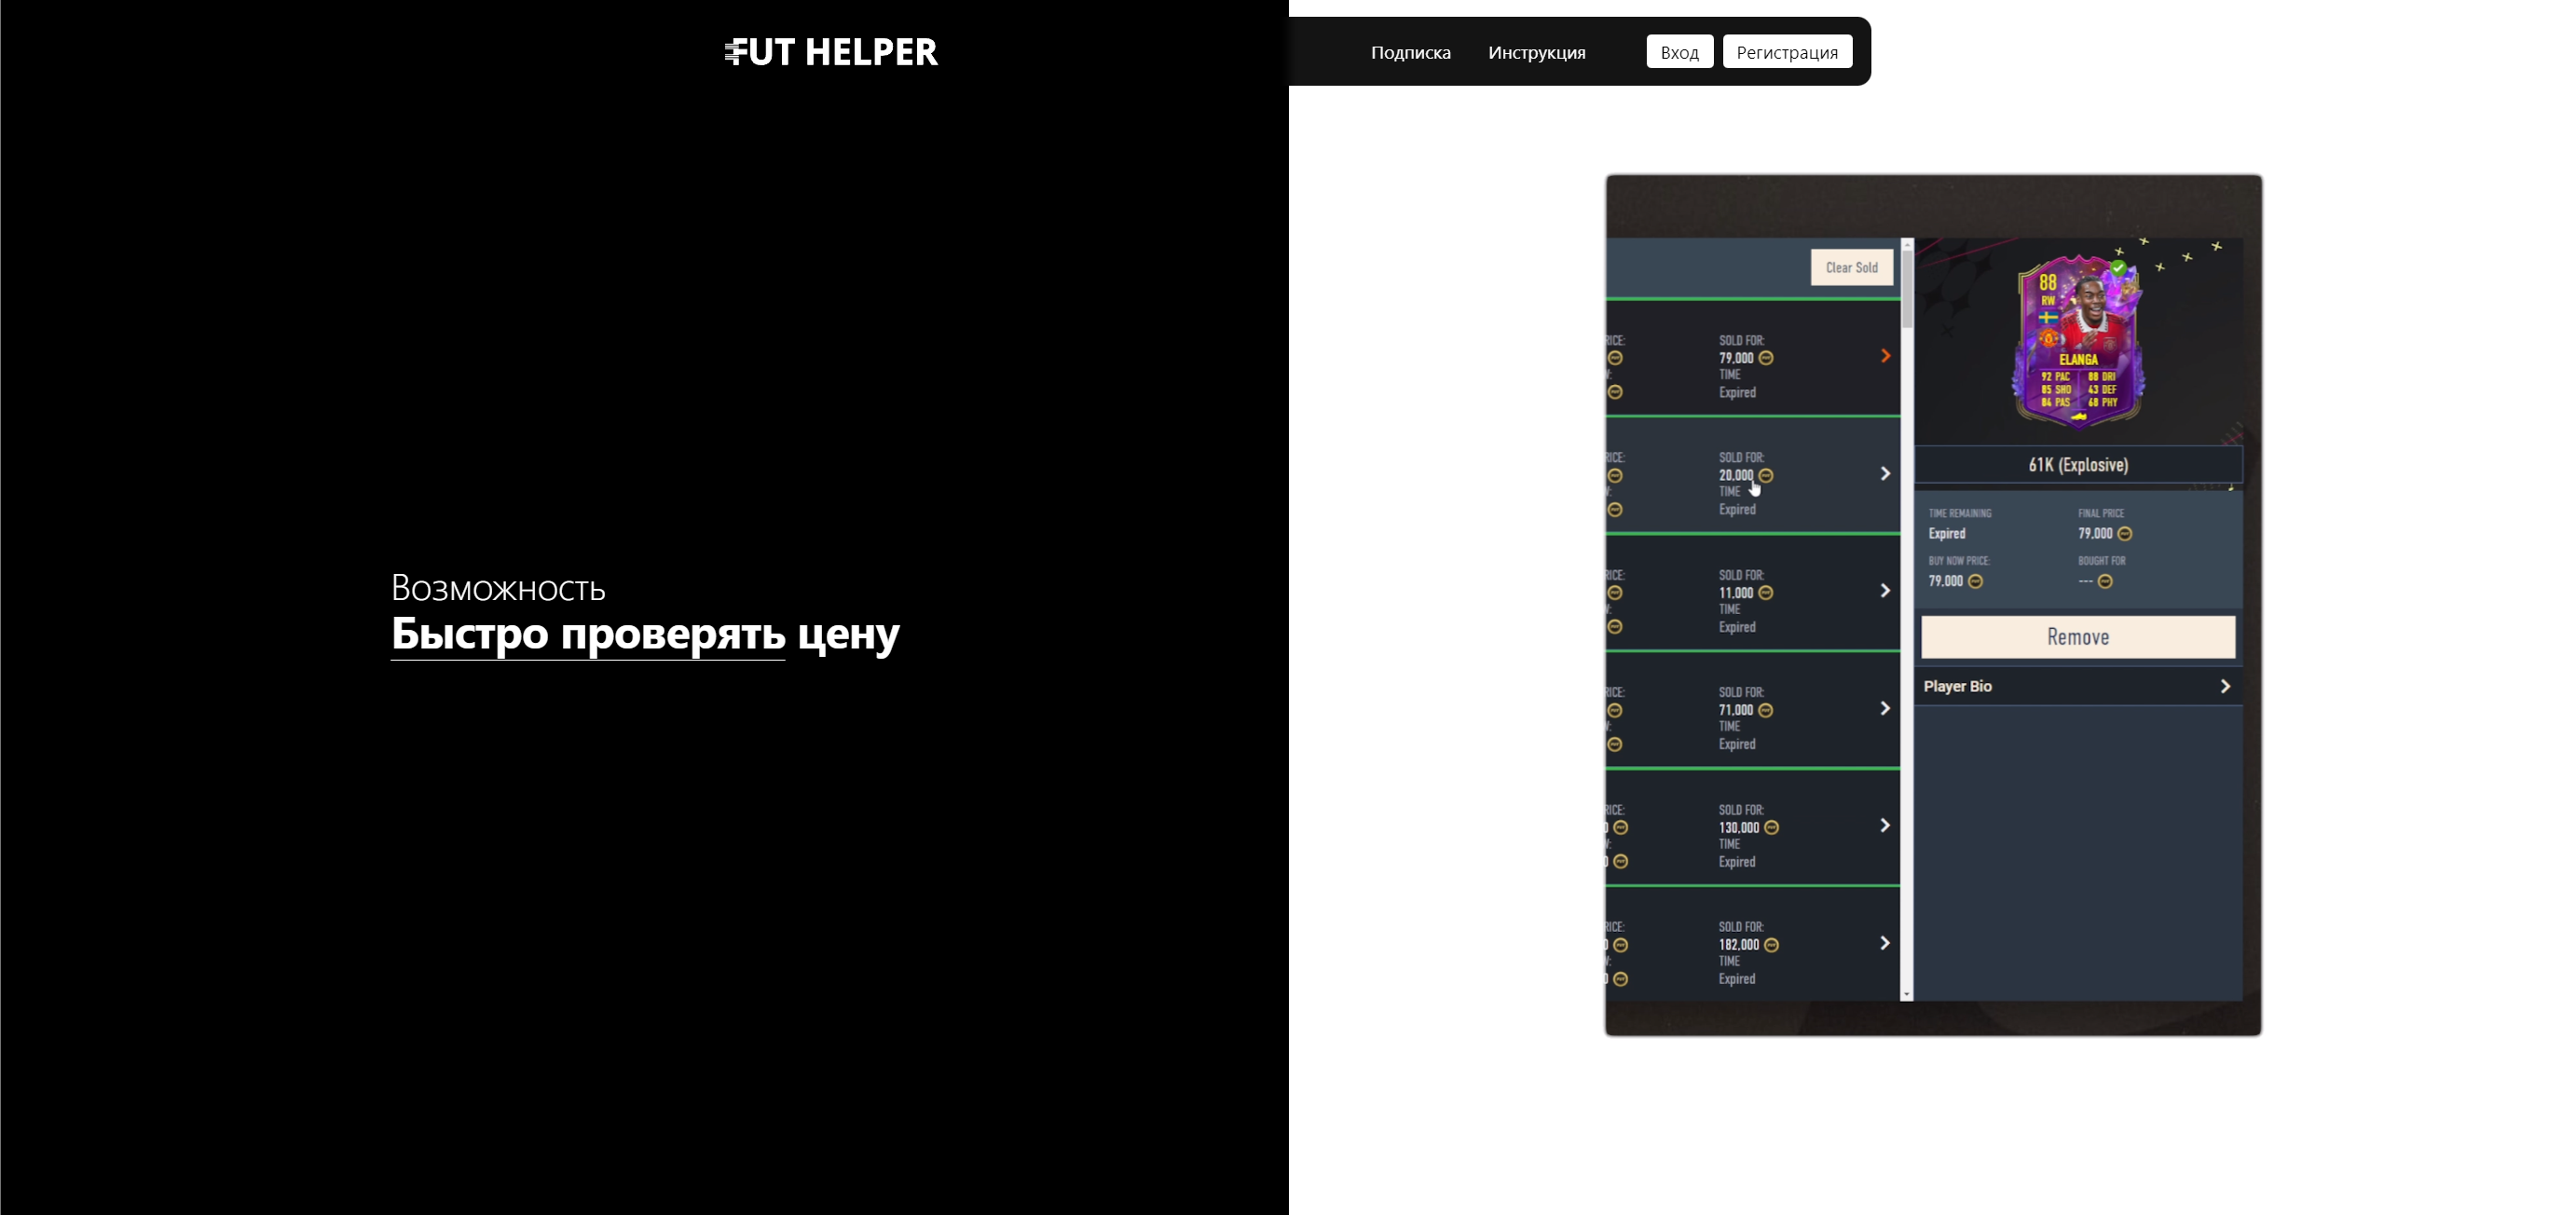 FUT HELPER
Подписка
Инструкция
Вход
Регистрация
Возможность
Быстро проверять цену
Clear Sold
RICE:
SOLD FOR:
79,000
TIME
Expired
RICE:
SOLD FOR:
20,000
TIME
Expired
RICE:
SOLD FOR:
11,000
TIME
Expired
RICE:
SOLD FOR:
71,000
TIME
Expired
RICE:
SOLD FOR:
130,000
TIME
Expired
RICE:
SOLD FOR:
182,000
TIME
Expired
88
RW
ELANGA
92 PAC 88 DRI
85 SHO 43 DEF
84 PAS 68 PHY
61K (Explosive)
TIME REMAINING
Expired
FINAL PRICE
79,000
BUY NOW PRICE:
79,000
BOUGHT FOR
---
Remove
Player Bio